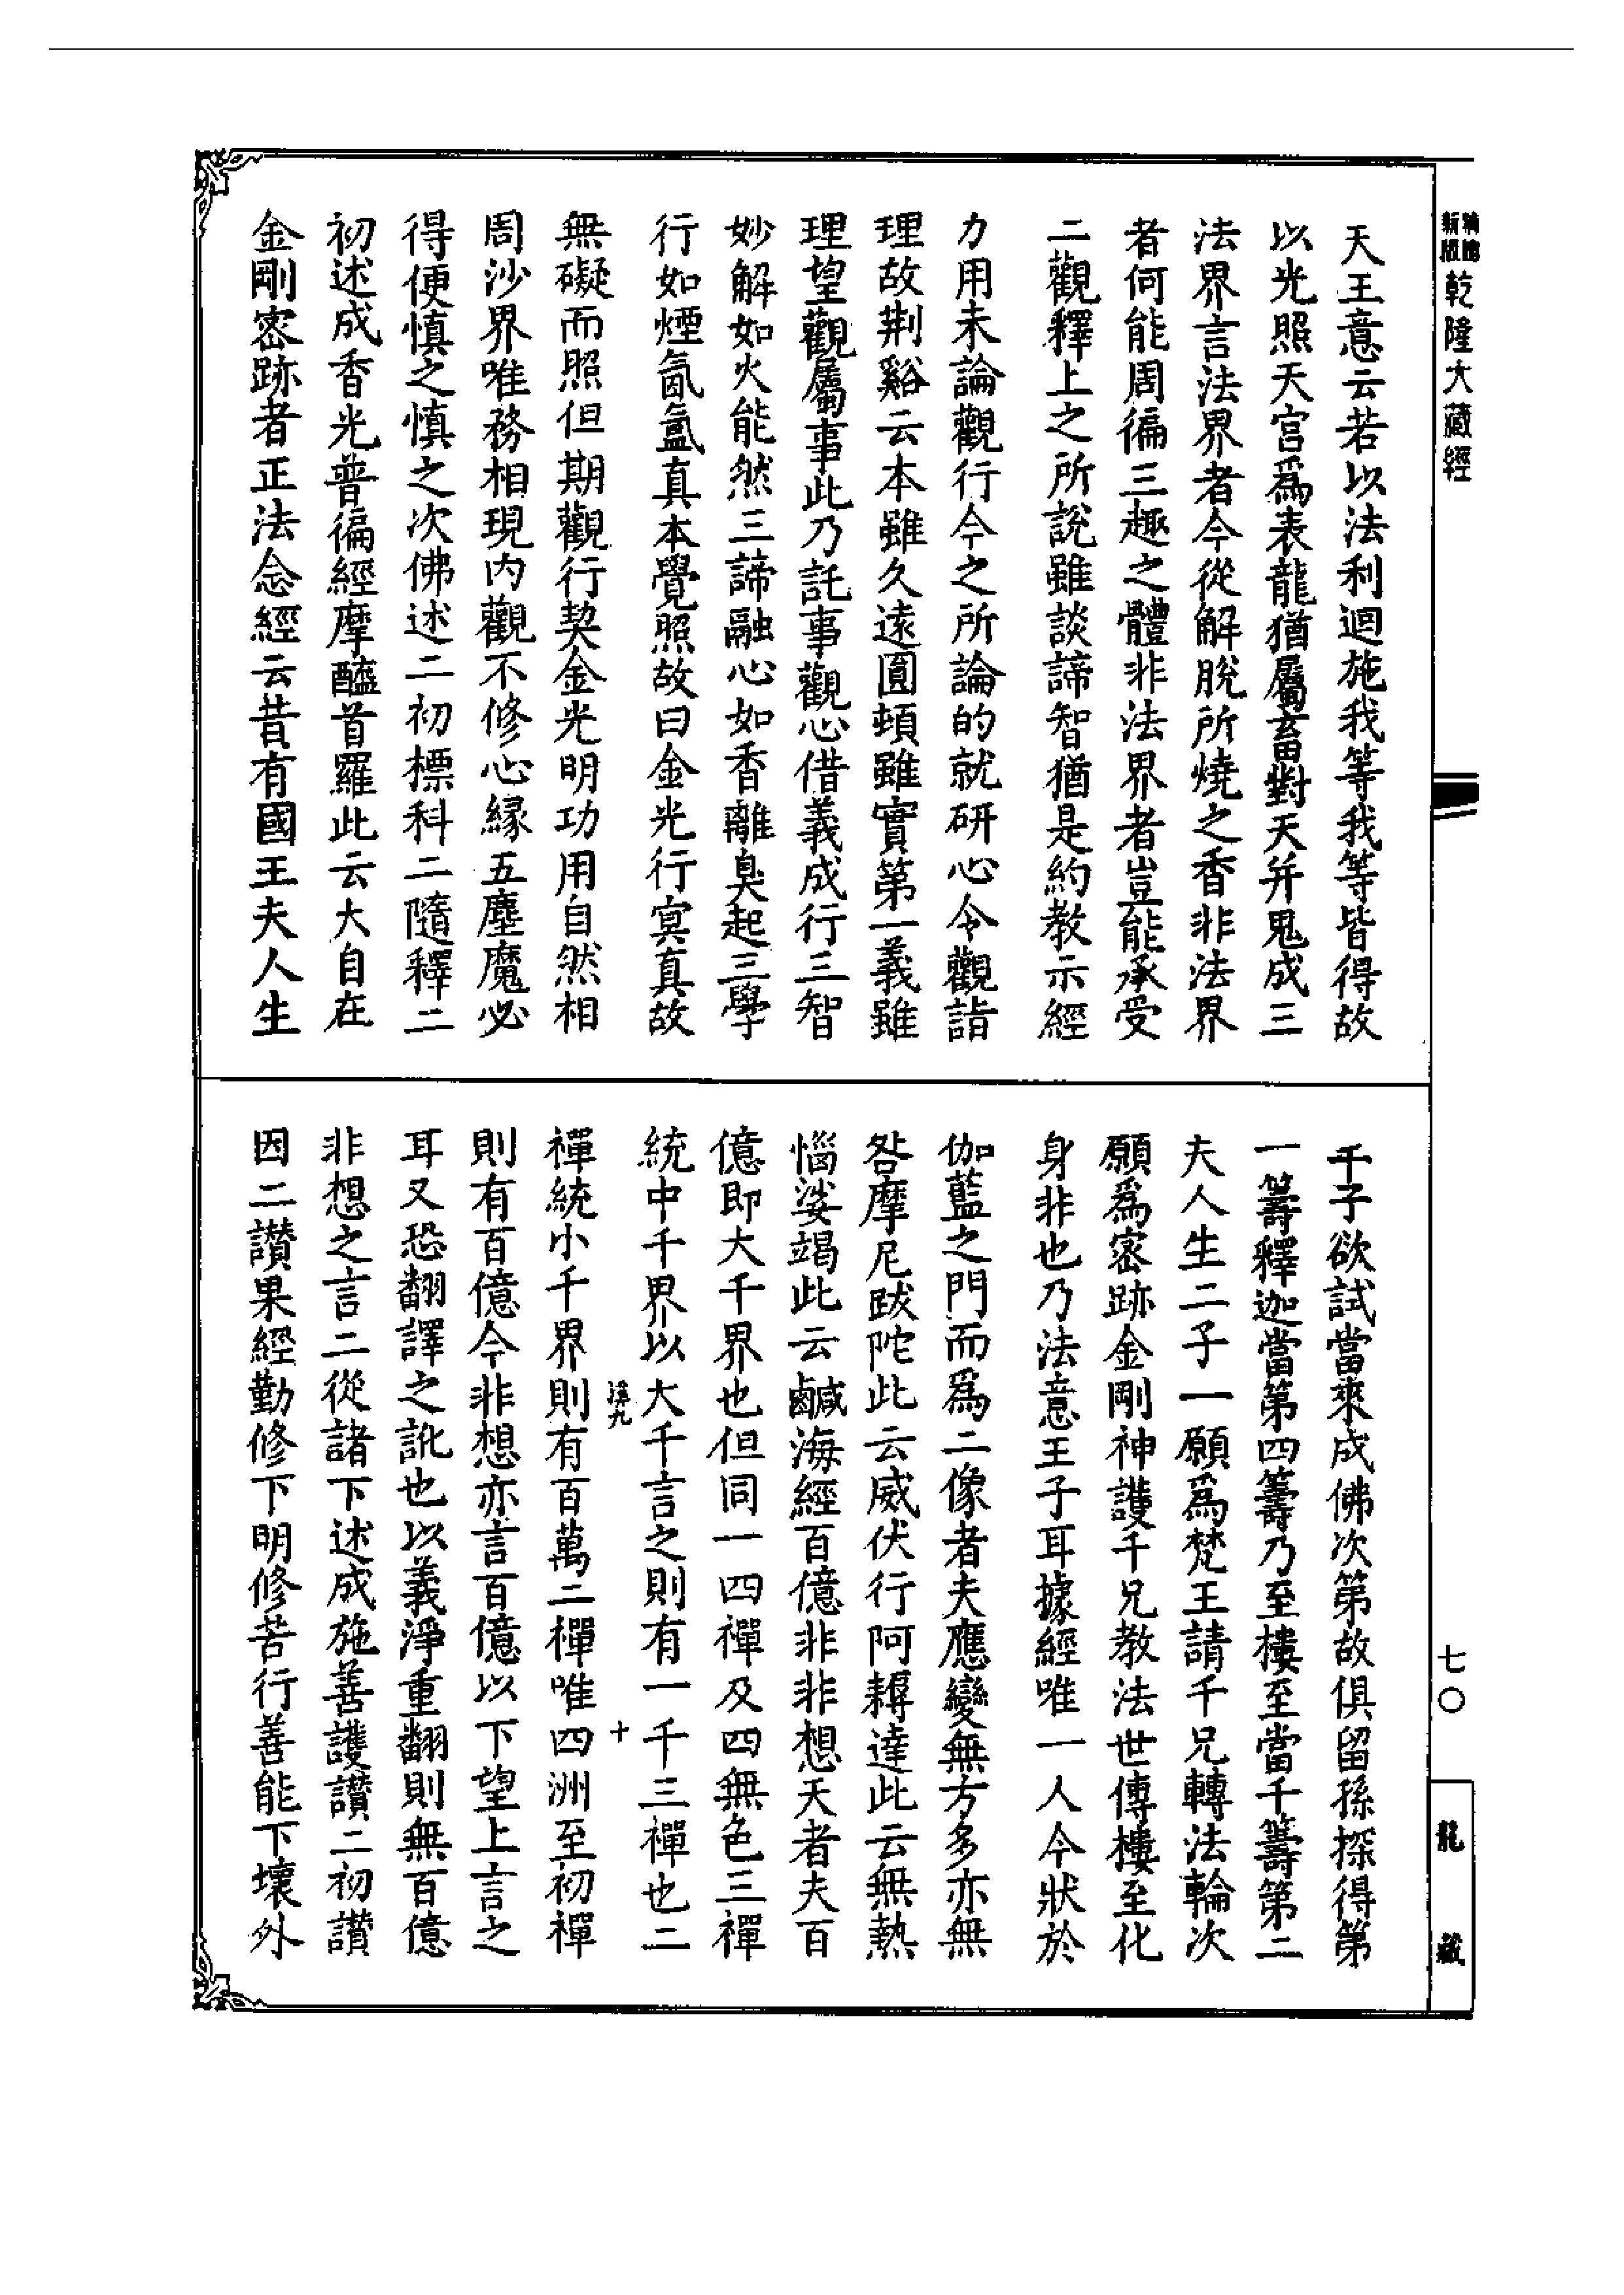 乾隆大藏經
天王意云若以法利迴施我等我等皆得故
以光照天宮為表龍猶屬畜對天并鬼成三
法界言法界者今從解脫所燒之香非法界
者何能周徧三趣之體非法界者豈能承受
二觀釋上之所說雖談諦智猶是約教示經
力用未論觀行今之所論的就研心令觀詣
理故荆谿云本雖久遠圓頓雖實第一義雖
理望觀屬事此乃託事觀心借義成行三智
妙解如火能然三諦融心如香離臭起三學
行如煙氤氳真本覺照故曰金光行冥真故
無礙而照但期觀行契金光明功用自然相
周沙界唯務相現內觀不修心緣五塵魔必
得便慎之慎之次佛述二初標科二隨釋二
初述成香光普徧經摩醯首羅此云大自在
金剛密跡者正法念經云昔有國王夫人生
千子欲試當來成佛次第故俱留孫探得第
一籌釋迦當第四籌乃至樓至當千籌第二
夫人生二子一願為梵王請千兄轉法輪次
願為密跡金剛神護千兄教法世傳樓至化
身非也乃法意王子耳據經唯一人今狀於
伽藍之門而為二像者夫應變無方多亦無
咎摩尼跋陀此云威伏行阿耨達此云無熱
惱娑竭此云鹹海經百億非非想天者夫百
億即大千界也但同一四禪及四無色三禪
統中千界以大千言之則有一千三禪也二
溪九
十
禪統小千界則有百萬二禪唯四洲至初禪
則有百億今非想亦言百億以下望上言之
耳又恐翻譯之訛也以義淨重翻則無百億
非想之言二從諸下述成施善護讚二初讚
因二讚果經勤修下明修苦行善能下壞外
七〇
龍藏